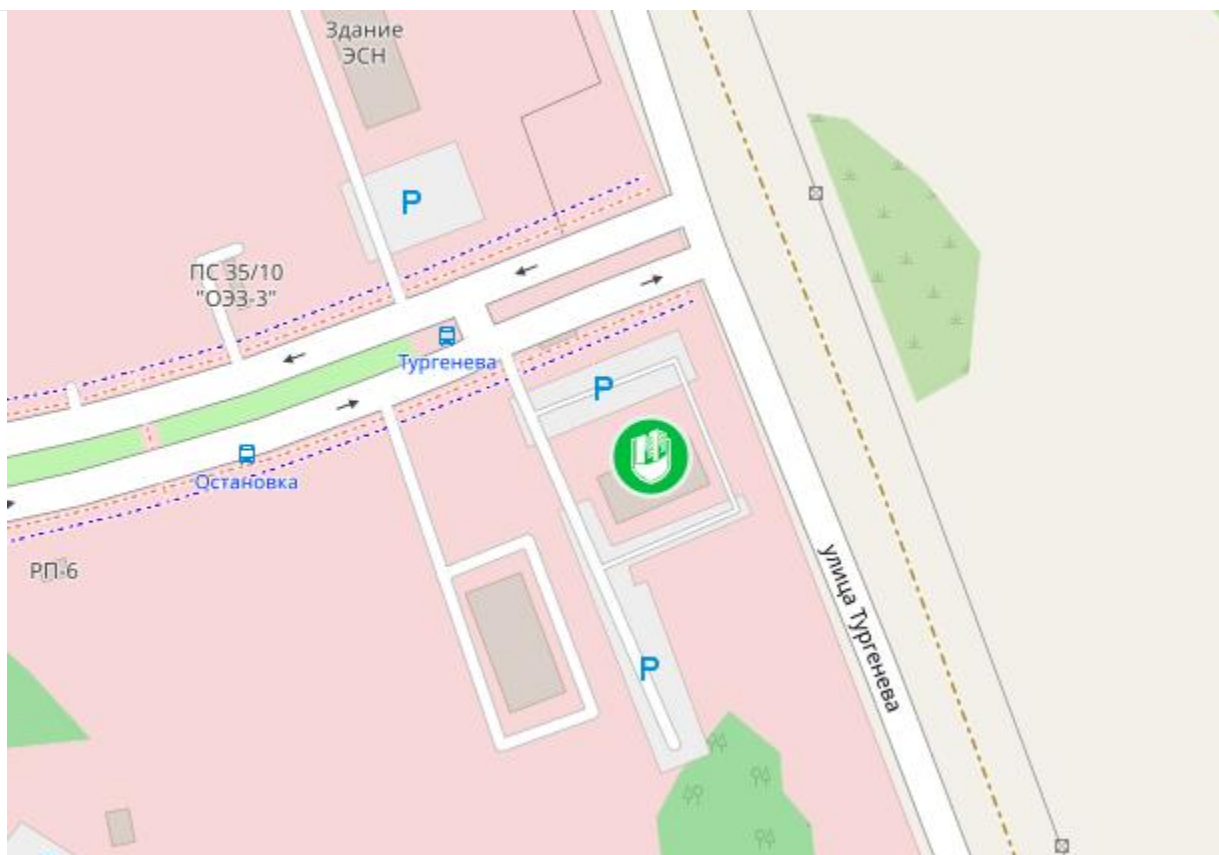 Здание
ЭСН
P
ПС 35/10
"ОЭЗ-3"
Тургенева
P
Остановка
РП-6
улица Тургенева
P